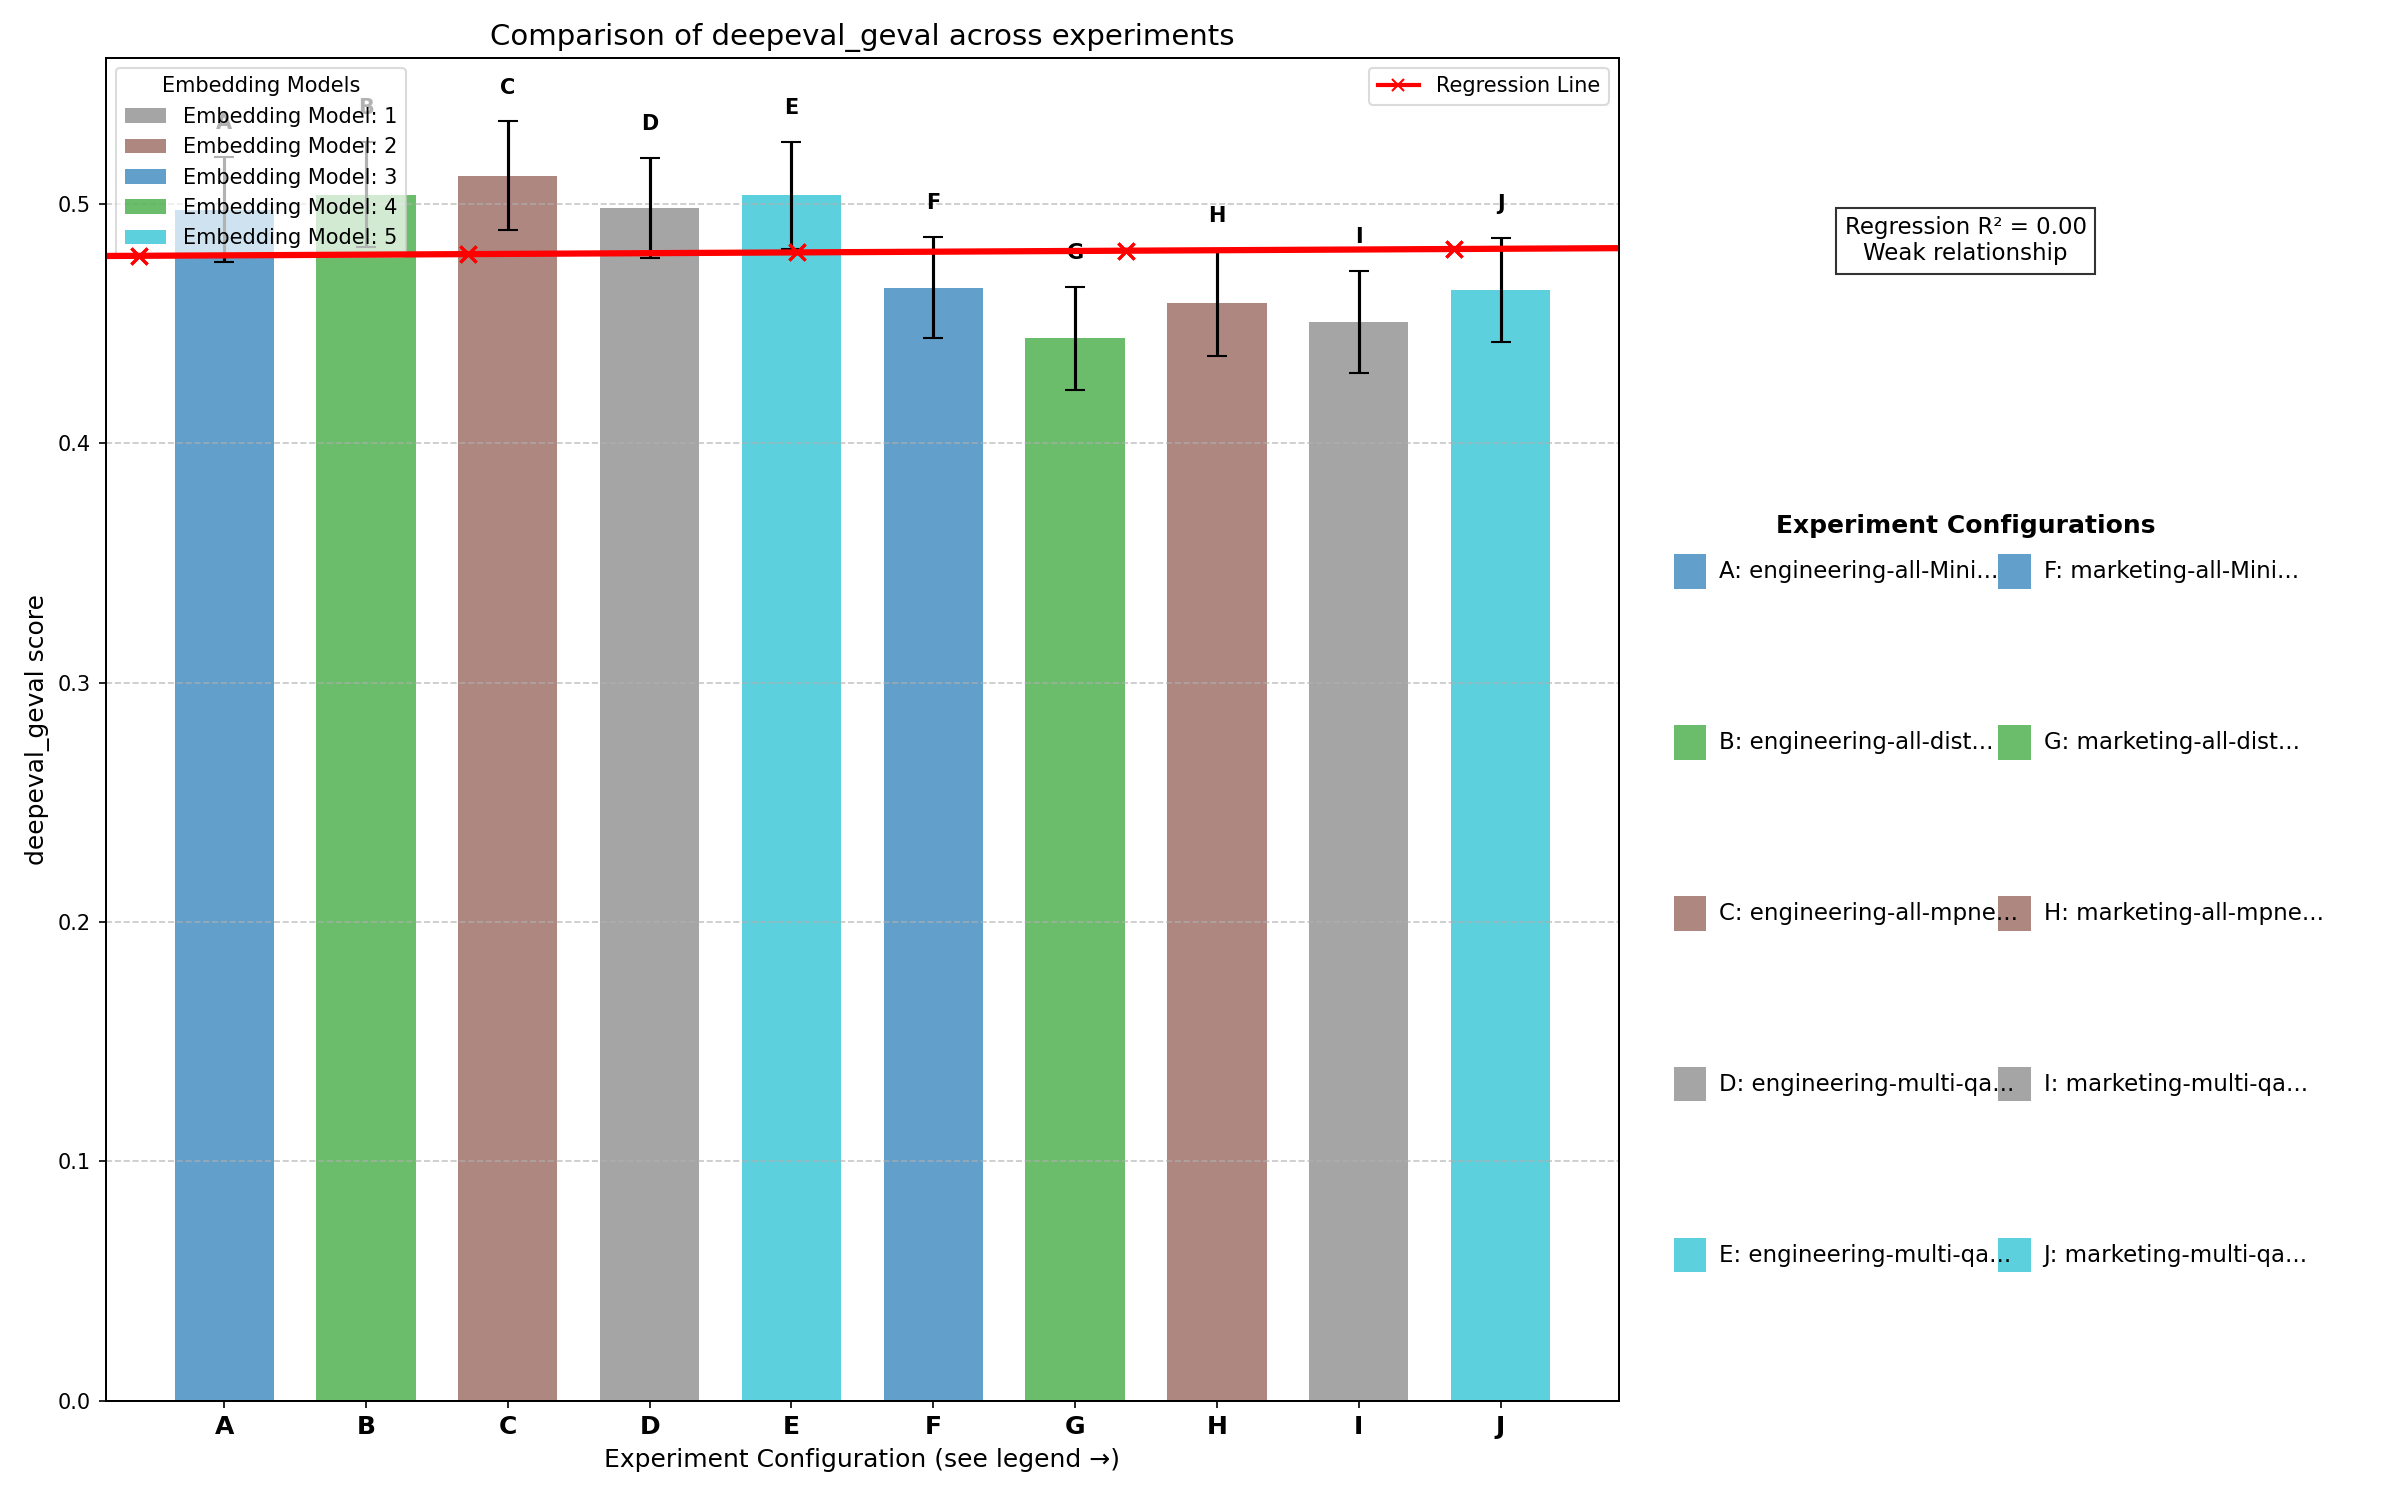 Comparison of deepeval_geval across experiments
Embedding Models
Embedding Model: 1
Embedding Model: 2
Embedding Model: 3
Embedding Model: 4
Embedding Model: 5
Regression Line
A
B
C
D
E
F
G
H
I
J
0.5
0.4
0.3
0.2
0.1
0.0
deepeval_geval score
A B C D E F G H I J
Experiment Configuration (see legend →)
Regression R² = 0.00
Weak relationship
Experiment Configurations
A: engineering-all-Mini...
F: marketing-all-Mini...
B: engineering-all-dist...
G: marketing-all-dist...
C: engineering-all-mpne...
H: marketing-all-mpne...
D: engineering-multi-qa...
I: marketing-multi-qa...
E: engineering-multi-qa...
J: marketing-multi-qa...